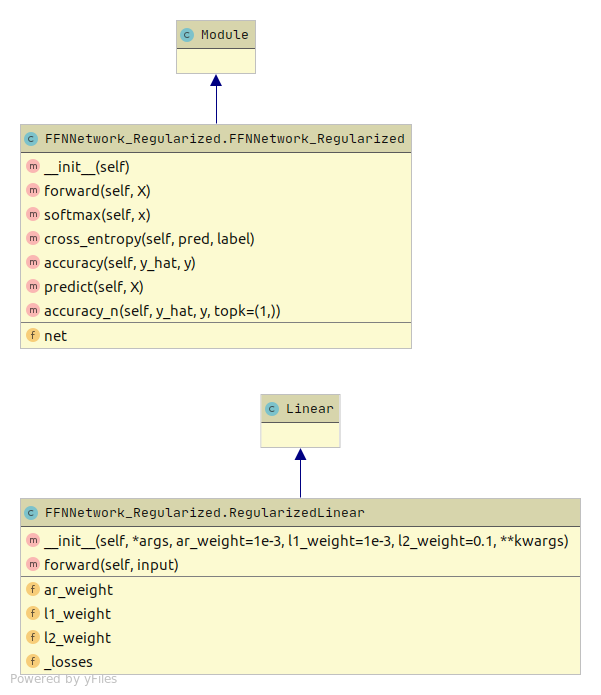 C Module
C FFNNetwork_Regularized.FFNNetwork_Regularized
m __init__(self)
m forward(self, X)
m softmax(self, x)
m cross_entropy(self, pred, label)
m accuracy(self, y_hat, y)
m predict(self, X)
m accuracy_n(self, y_hat, y, topk=(1,))
f net
C Linear
C FFNNetwork_Regularized.RegularizedLinear
m __init__(self, *args, ar_weight=1e-3, l1_weight=1e-3, l2_weight=0.1, **kwargs)
m forward(self, input)
f ar_weight
f l1_weight
f l2_weight
f _losses
Powered by yFiles